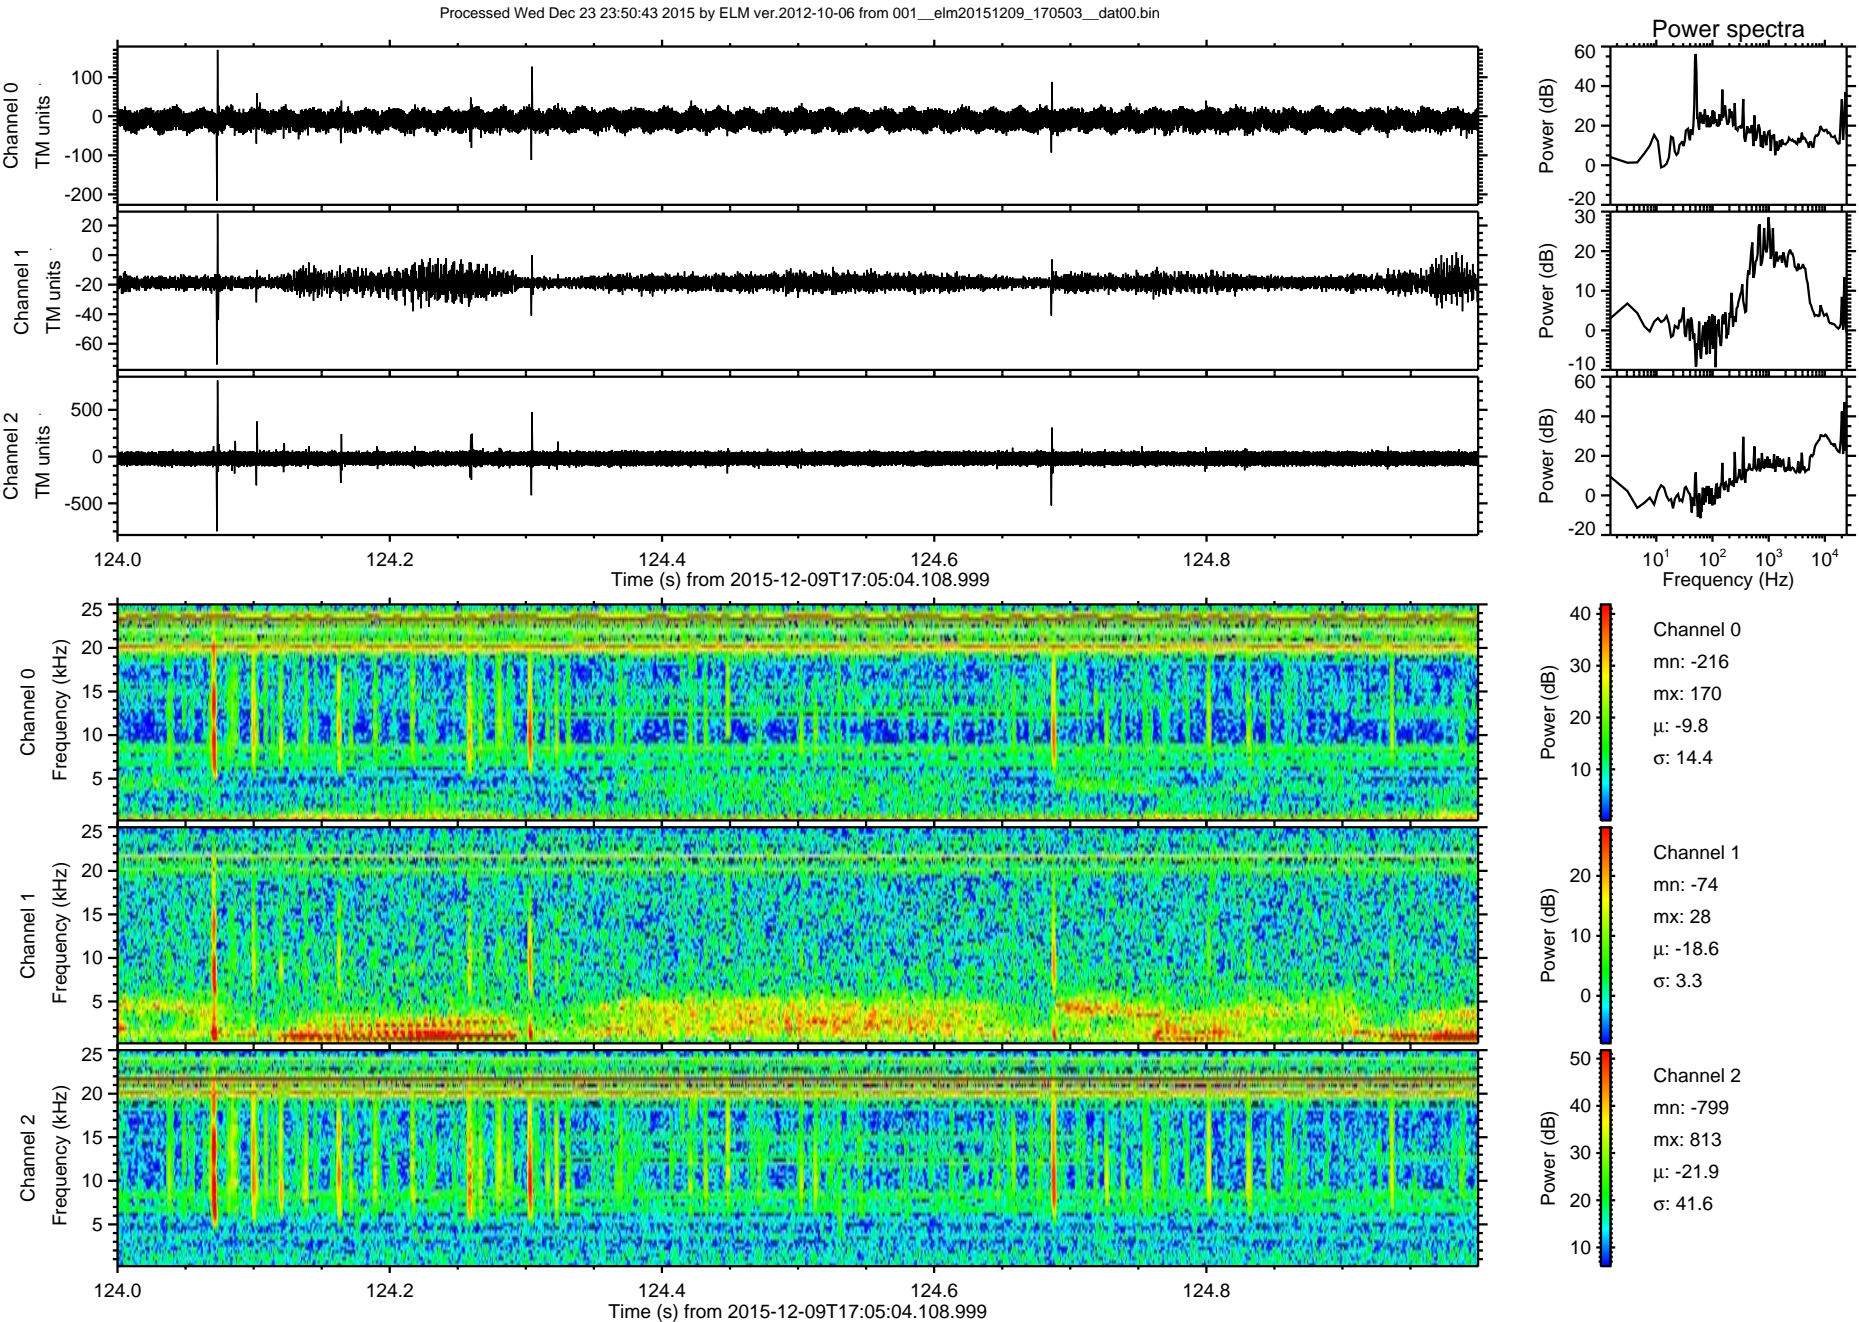 Processed Wed Dec 23 23:50:43 2015 by ELM ver.2012-10-06 from 001__elm20151209_170503__dat00.bin
Power spectra
Channel 0
TM units
100
0
-100
-200
Power (dB)
60
40
20
0
-20
Channel 1
TM units
20
0
-20
-40
-60
Power (dB)
30
20
10
0
-10
Channel 2
TM units
500
0
-500
Power (dB)
60
40
20
0
-20
124.0 124.2 124.4 124.6 124.8
Time (s) from 2015-12-09T17:05:04.108.999
10¹ 10² 10³ 10⁴
Frequency (Hz)
Channel 0
Frequency (kHz)
25
20
15
10
5
Power (dB)
40
30
20
10
Channel 0
mn: -216
mx: 170
µ: -9.8
σ: 14.4
Channel 1
Frequency (kHz)
25
20
15
10
5
Power (dB)
20
10
0
Channel 1
mn: -74
mx: 28
µ: -18.6
σ: 3.3
Channel 2
Frequency (kHz)
25
20
15
10
5
Power (dB)
50
40
30
20
10
Channel 2
mn: -799
mx: 813
µ: -21.9
σ: 41.6
124.0 124.2 124.4 124.6 124.8
Time (s) from 2015-12-09T17:05:04.108.999